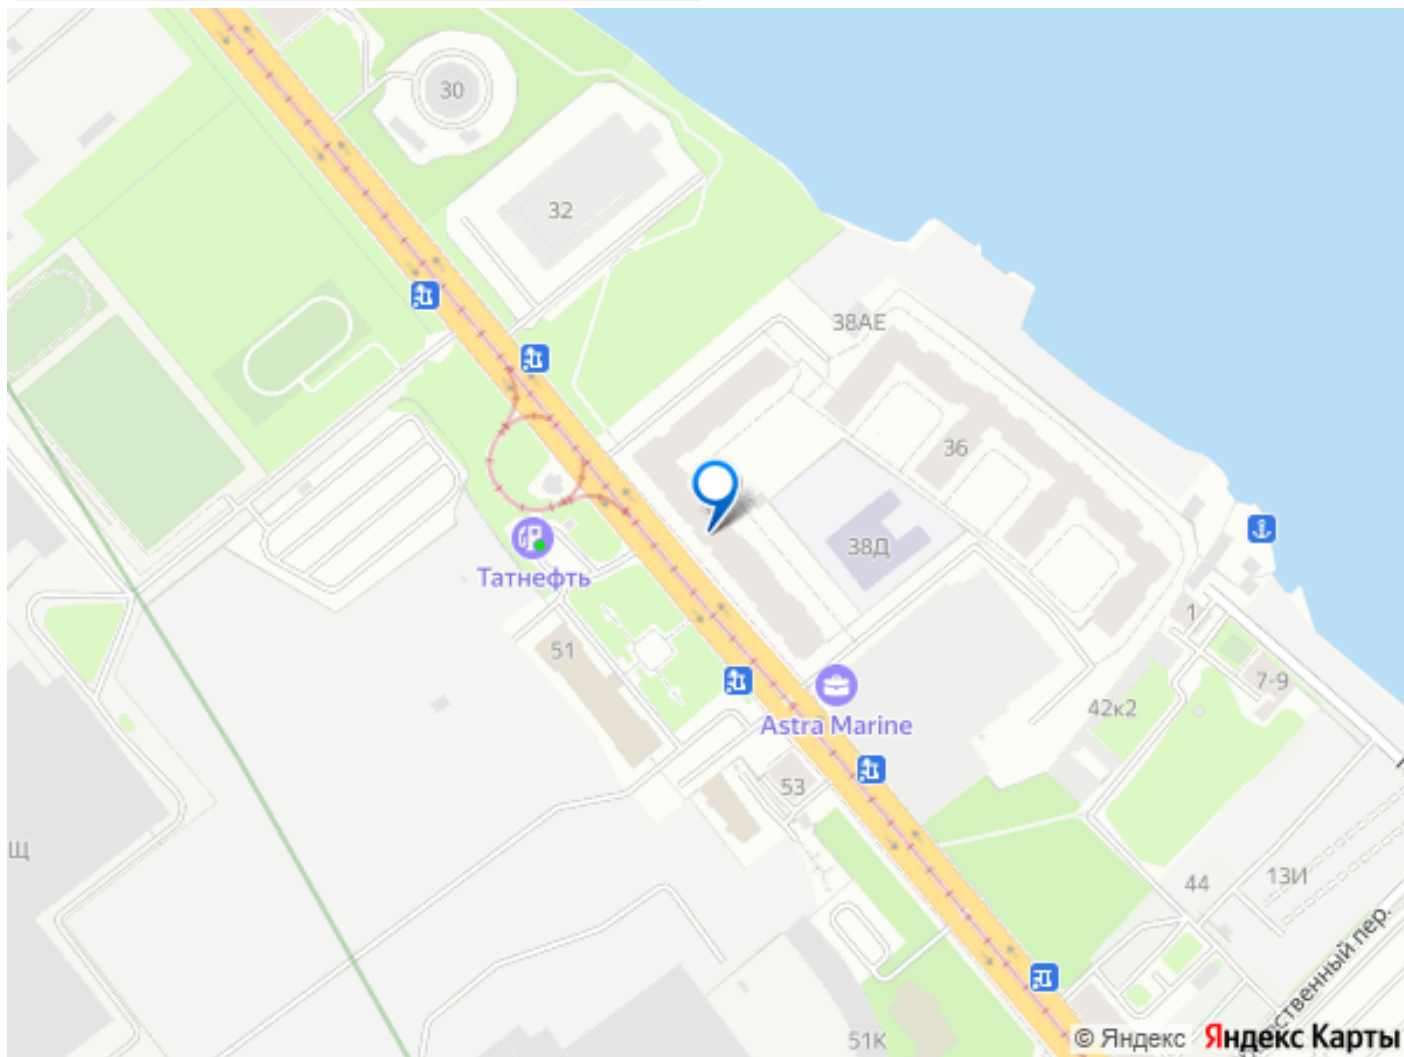 30
32
38АЕ
36
38Д
Татнефть
51
1
7-9
42к2
Astra Marine
53
Щ
44
13И
ственный пер.
51К
© Яндекс
Яндекс Карты